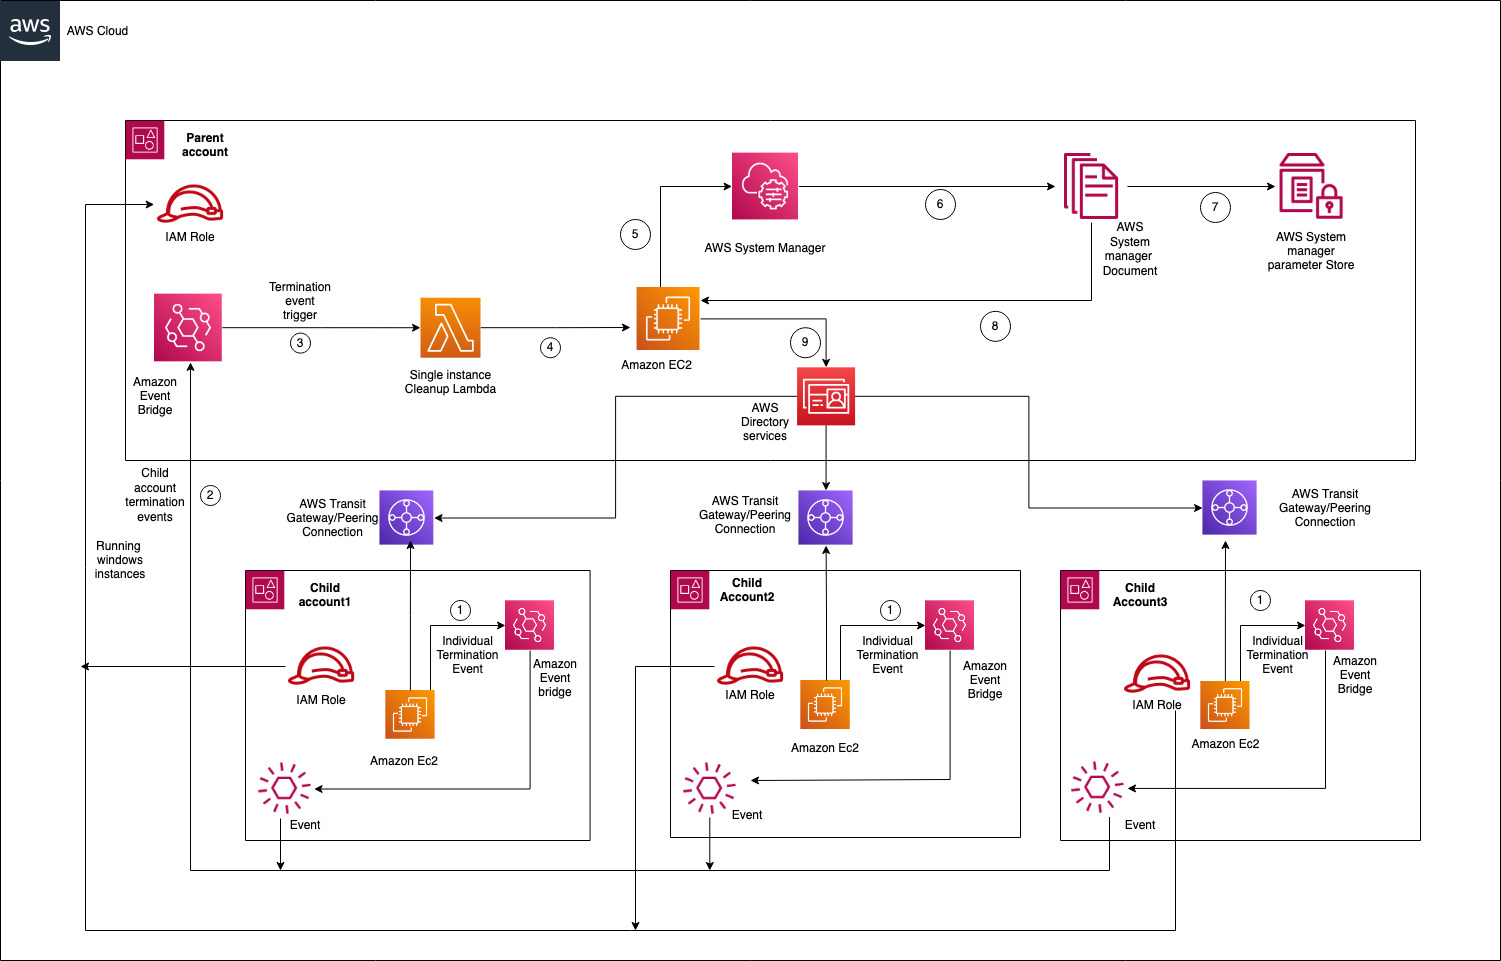 aws
AWS Cloud
Parent
account
IAM Role
AWS System Manager
AWS
System
manager
Document
AWS System
manager
parameter Store
5
6
7
Termination
event
trigger
3
4
8
9
Amazon
Event
Bridge
Single instance
Cleanup Lambda
Amazon EC2
AWS
Directory
services
Child
account
termination
events
2
Running
windows
instances
AWS Transit
Gateway/Peering
Connection
AWS Transit
Gateway/Peering
Connection
AWS Transit
Gateway/Peering
Connection
Child
account1
1
Individual
Termination
Event
Amazon
Event
bridge
IAM Role
Amazon Ec2
Event
Child
Account2
1
Individual
Termination
Event
Amazon
Event
Bridge
IAM Role
Amazon Ec2
Event
Child
Account3
1
Individual
Termination
Event
Amazon
Event
Bridge
IAM Role
Amazon Ec2
Event